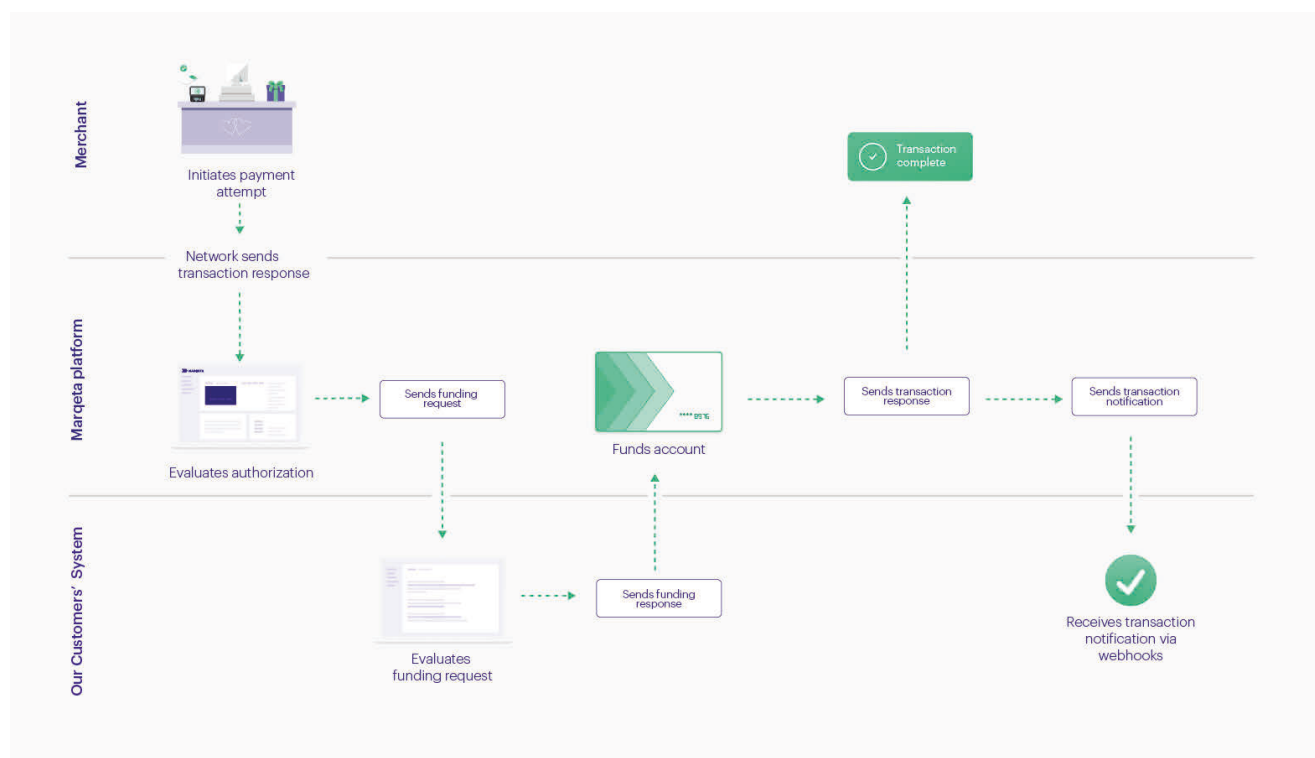 Merchant
Initiates payment
attempt
Transaction
complete
Network sends
transaction response
Marqeta platform
MARQETA
Sends funding
request
Funds account
Sends transaction
response
Sends transaction
notification
Evaluates authorization
Our Customers' System
Evaluates
funding request
Sends funding
response
Receives transaction
notification via
webhooks